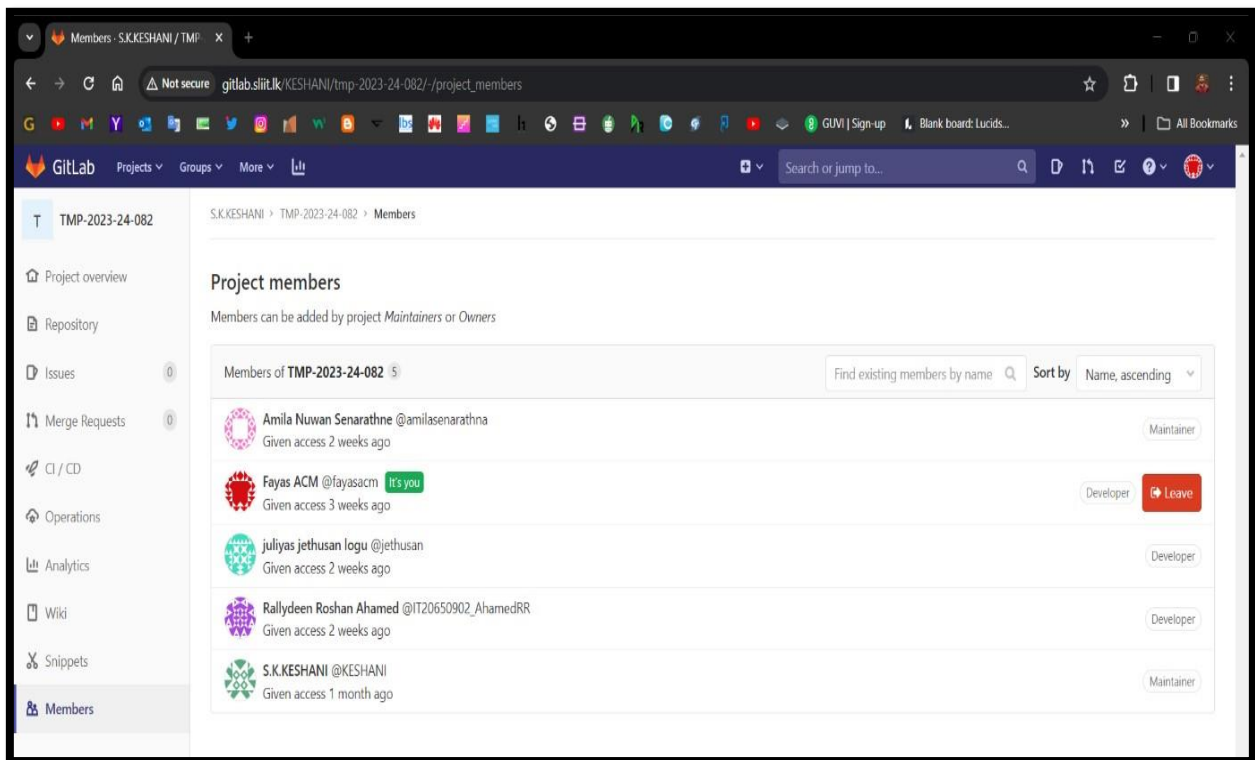 Members · S.K.KESHANI / TMP-
Not secure gitlab.sliit.lk/KESHANI/tmp-2023-24-082/-/project_members
GUVI | Sign-up Blank board: Lucids... » All Bookmarks
GitLab Projects Groups More Search or jump to...
T TMP-2023-24-082
S.K.KESHANI > TMP-2023-24-082 > Members
Project overview
Project members
Members can be added by project Maintainers or Owners
Repository
Issues 0
Members of TMP-2023-24-082 5 Find existing members by name Sort by Name, ascending
Merge Requests 0
Amila Nuwan Senarathne @amilasenarathna
Given access 2 weeks ago
Maintainer
CI / CD
Fayas ACM @fayasacm It's you
Given access 3 weeks ago
Developer Leave
Operations
juliyas jethusan logu @jethusan
Given access 2 weeks ago
Developer
Analytics
Wiki
Rallydeen Roshan Ahamed @IT20650902_AhamedRR
Given access 2 weeks ago
Developer
Snippets
S.K.KESHANI @KESHANI
Given access 1 month ago
Maintainer
Members